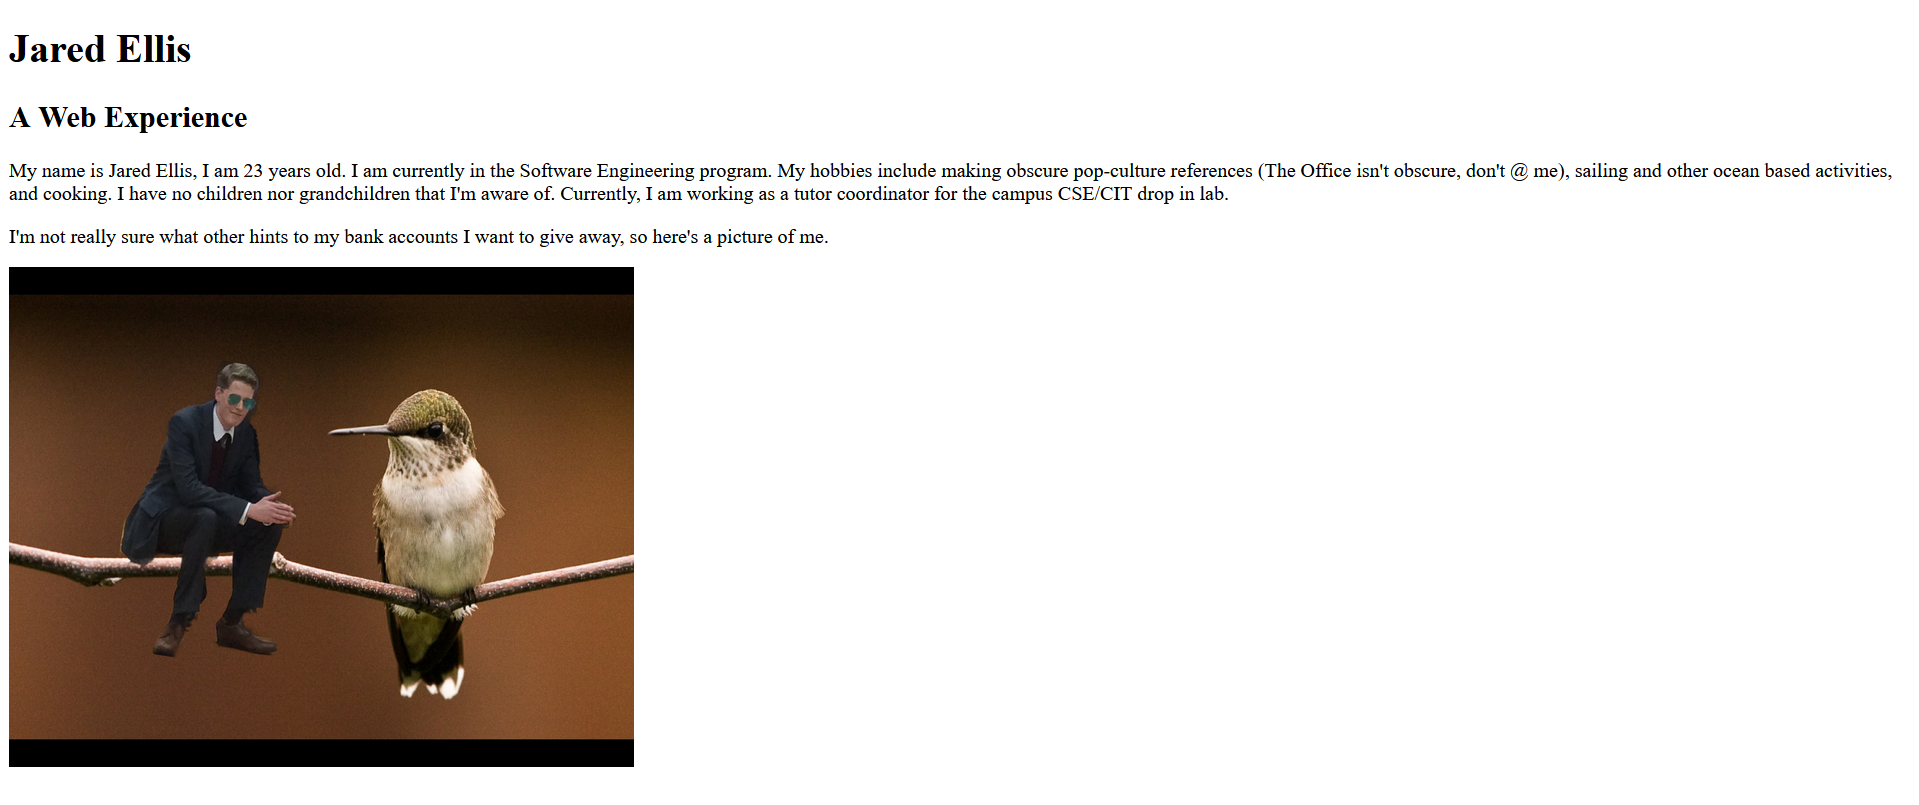 Jared Ellis
A Web Experience
My name is Jared Ellis, I am 23 years old. I am currently in the Software Engineering program. My hobbies include making obscure pop-culture references (The Office isn't obscure, don't @ me), sailing and other ocean based activities,
and cooking. I have no children nor grandchildren that I'm aware of. Currently, I am working as a tutor coordinator for the campus CSE/CIT drop in lab.
I'm not really sure what other hints to my bank accounts I want to give away, so here's a picture of me.